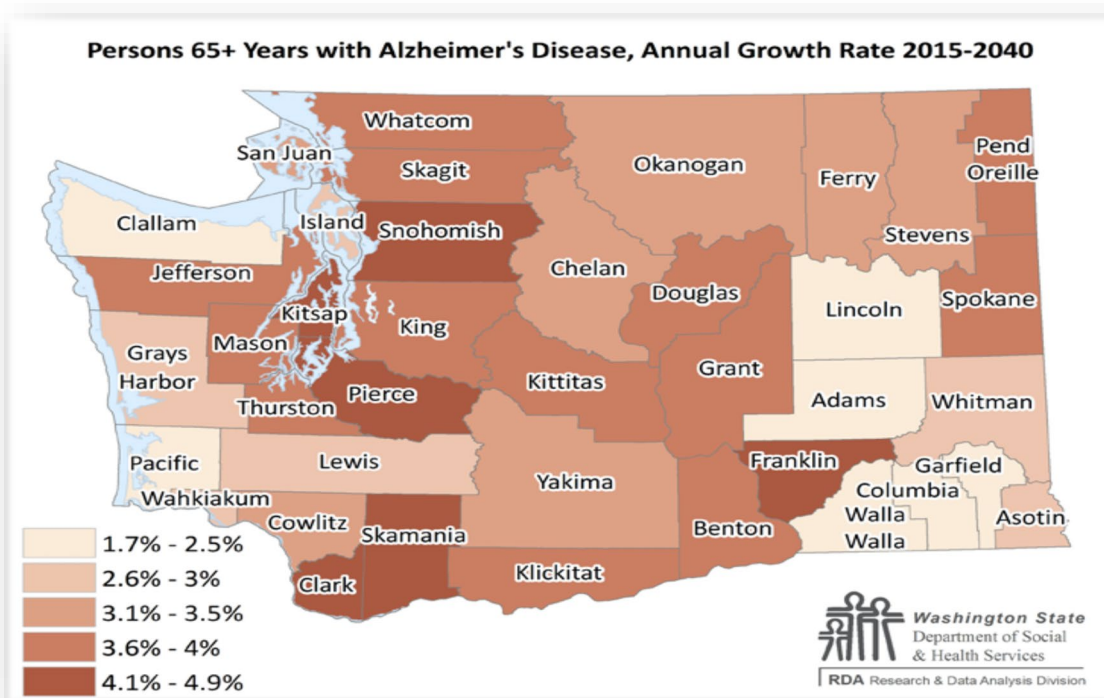 Persons 65+ Years with Alzheimer's Disease, Annual Growth Rate 2015-2040
Whatcom
San Juan
Skagit
Okanogan
Ferry
Pend
Oreille
Clallam
Island
Snohomish
Stevens
Jefferson
Chelan
Douglas
Lincoln
Spokane
Kitsap
King
Mason
Grays
Harbor
Kittitas
Grant
Pierce
Adams
Whitman
Thurston
Pacific
Lewis
Yakima
Franklin
Garfield
Columbia
Wahkiakum
Cowlitz
Skamania
Benton
Walla
Walla
Asotin
Clark
Klickitat
1.7% - 2.5%
2.6% - 3%
3.1% - 3.5%
3.6% - 4%
4.1% - 4.9%
Washington State
Department of Social
& Health Services
RDA Research & Data Analysis Division